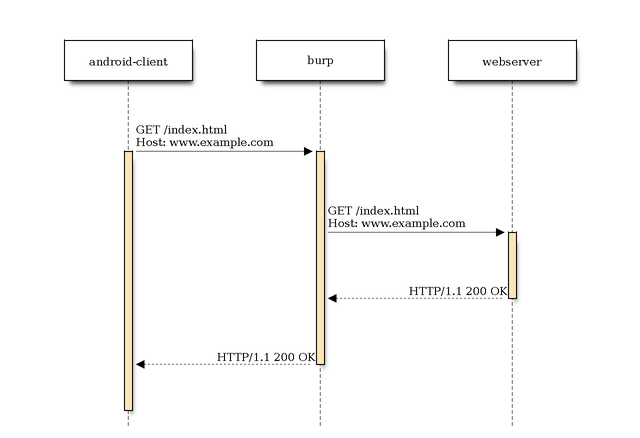 android-client
burp
webserver
GET /index.html
Host: www.example.com
GET /index.html
Host: www.example.com
HTTP/1.1 200 OK
HTTP/1.1 200 OK